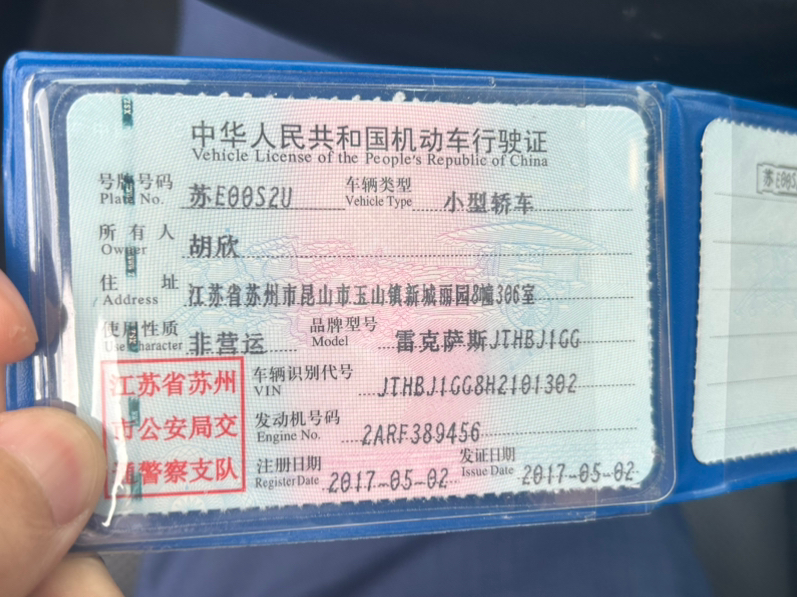 中华人民共和国机动车行驶证
Vehicle License of the People's Republic of China
号牌号码 苏E00S2U 车辆类型 小型轿车
Plate No. Vehicle Type
所有人 胡欣
Owner
住址 江苏省苏州市昆山市玉山镇新城丽园8幢306室
Address
使用性质 非营运 品牌型号 雷克萨斯JTHBJ1GG
Use Character Model
江苏省苏州
市公安局交
通警察支队
车辆识别代号 JTHBJ1GG8H2101302
VIN
发动机号码 2ARF389456
Engine No.
注册日期 2017-05-02 发证日期 2017-05-02
Register Date Issue Date
苏E00S